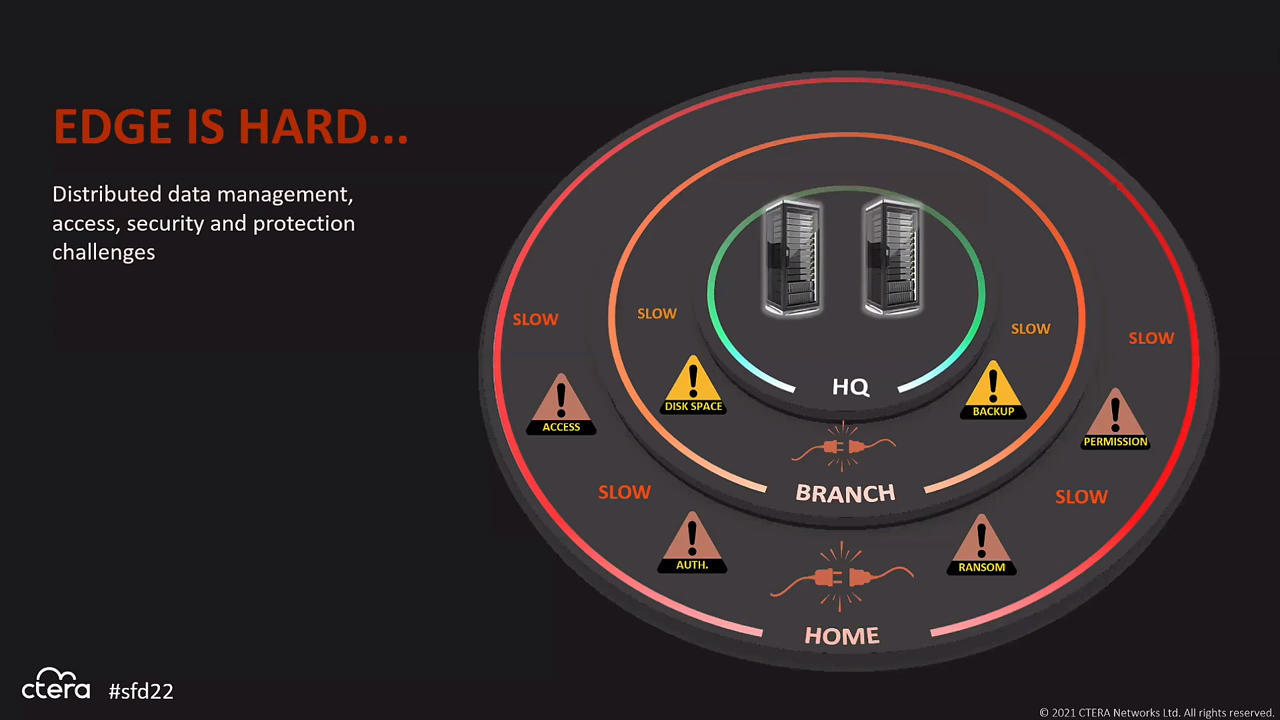 EDGE IS HARD...
Distributed data management,
access, security and protection
challenges
SLOW
SLOW
SLOW
SLOW
HQ
DISK SPACE
BACKUP
ACCESS
PERMISSION
BRANCH
SLOW
SLOW
AUTH.
RANSOM
HOME
ctera #sfd22
© 2021 CTERA Networks Ltd. All rights reserved.